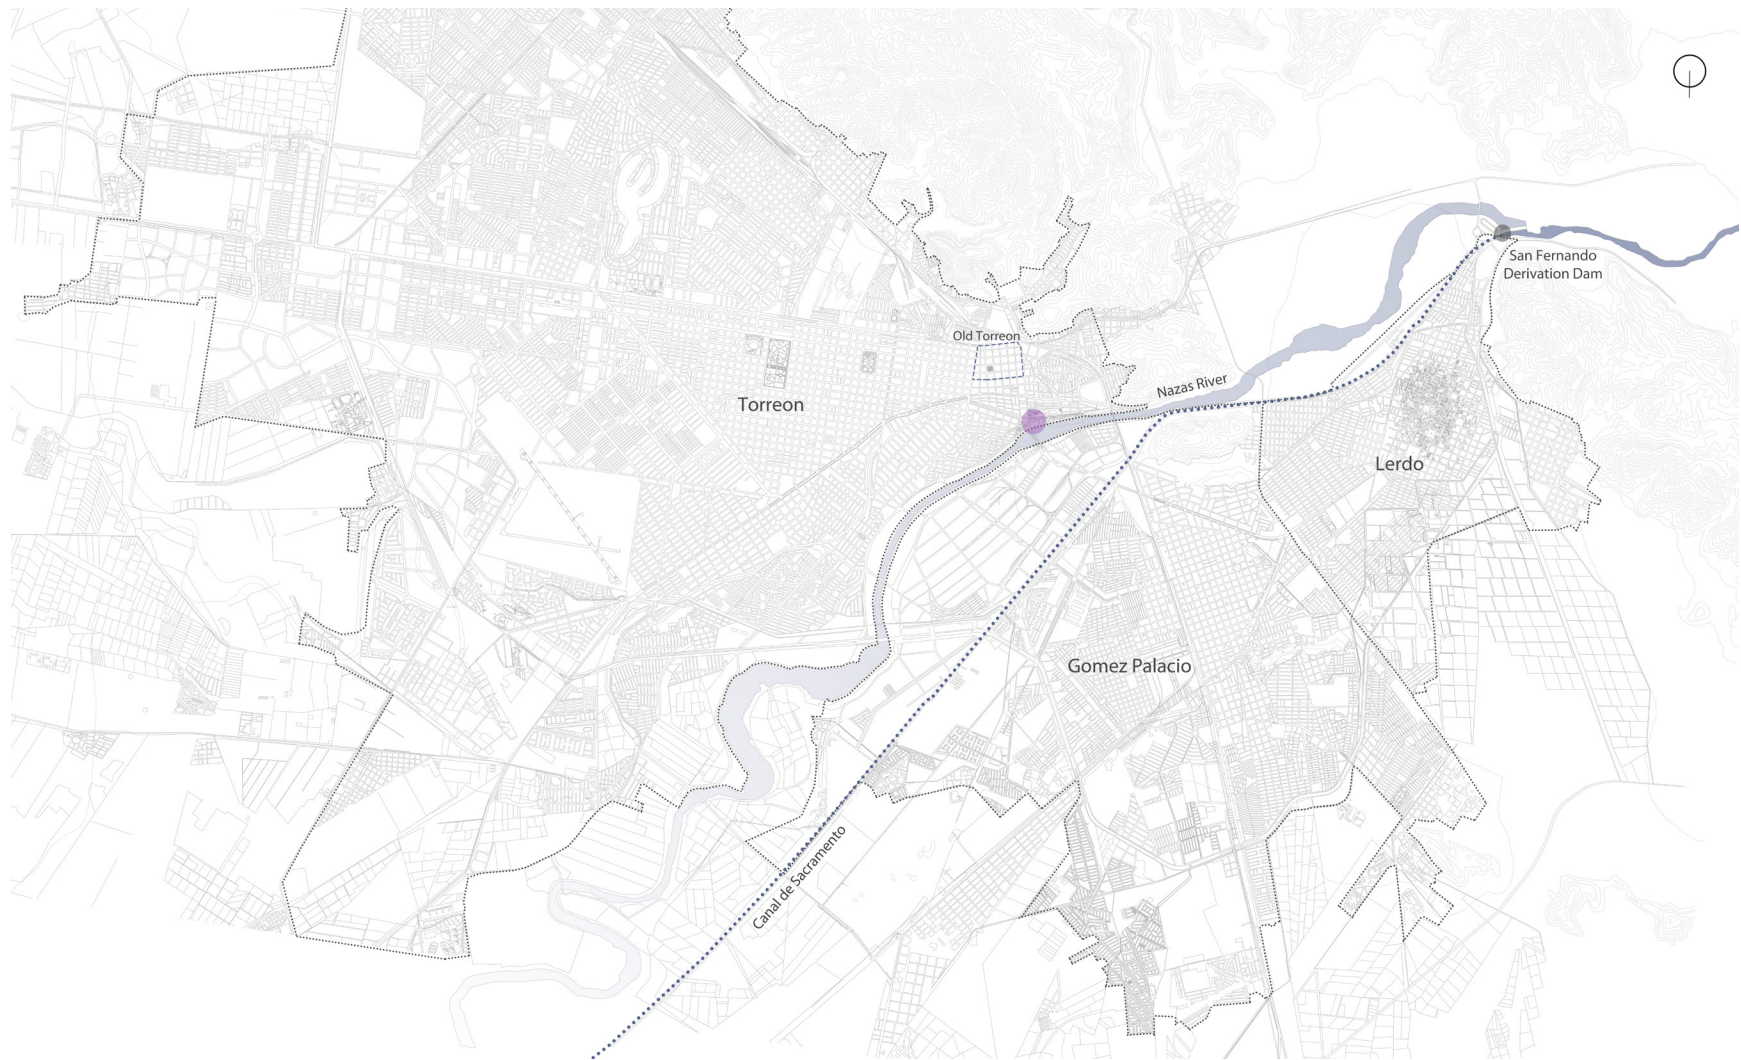 San Fernando
Derivation Dam
Old Torreon
Nazas River
Torreon
Lerdo
Gomez Palacio
Canal de Sacramento